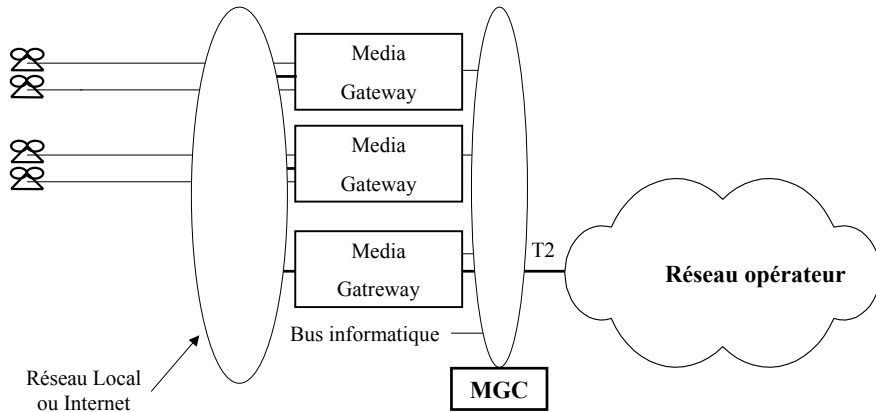 Media
Gateway
Media
Gateway
Media
Gatreway
T2
Réseau opérateur
Bus informatique
MGC
Réseau Local
ou Internet